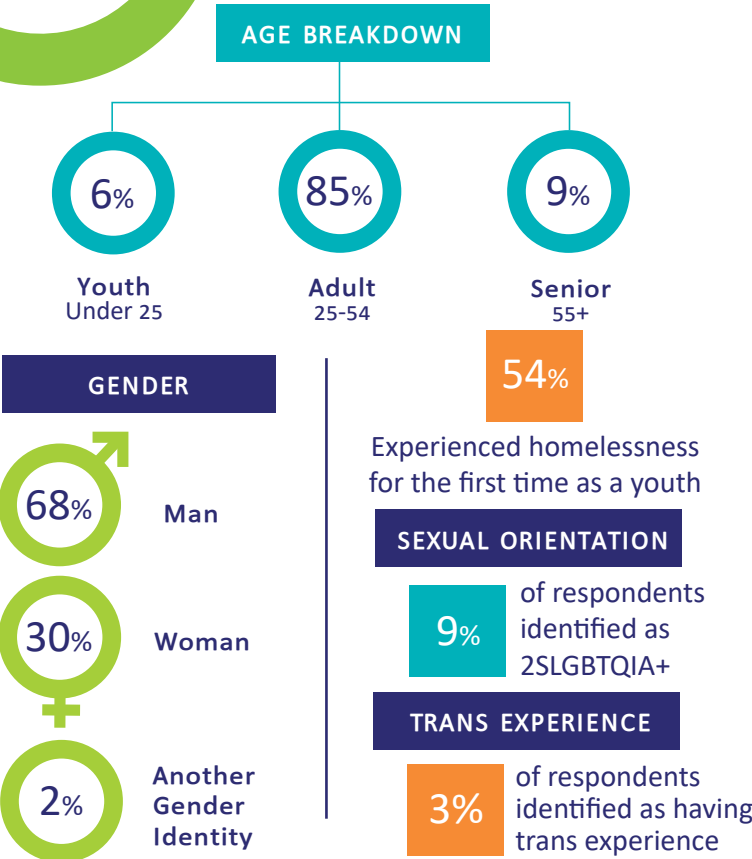 AGE BREAKDOWN
6%
85%
9%
Youth
Under 25
Adult
25-54
Senior
55+
GENDER
68%
Man
30%
Woman
2%
Another
Gender
Identity
54%
Experienced homelessness
for the first time as a youth
SEXUAL ORIENTATION
9%
of respondents
identified as
2SLGBTQIA+
TRANS EXPERIENCE
3%
of respondents
identified as having
trans experience